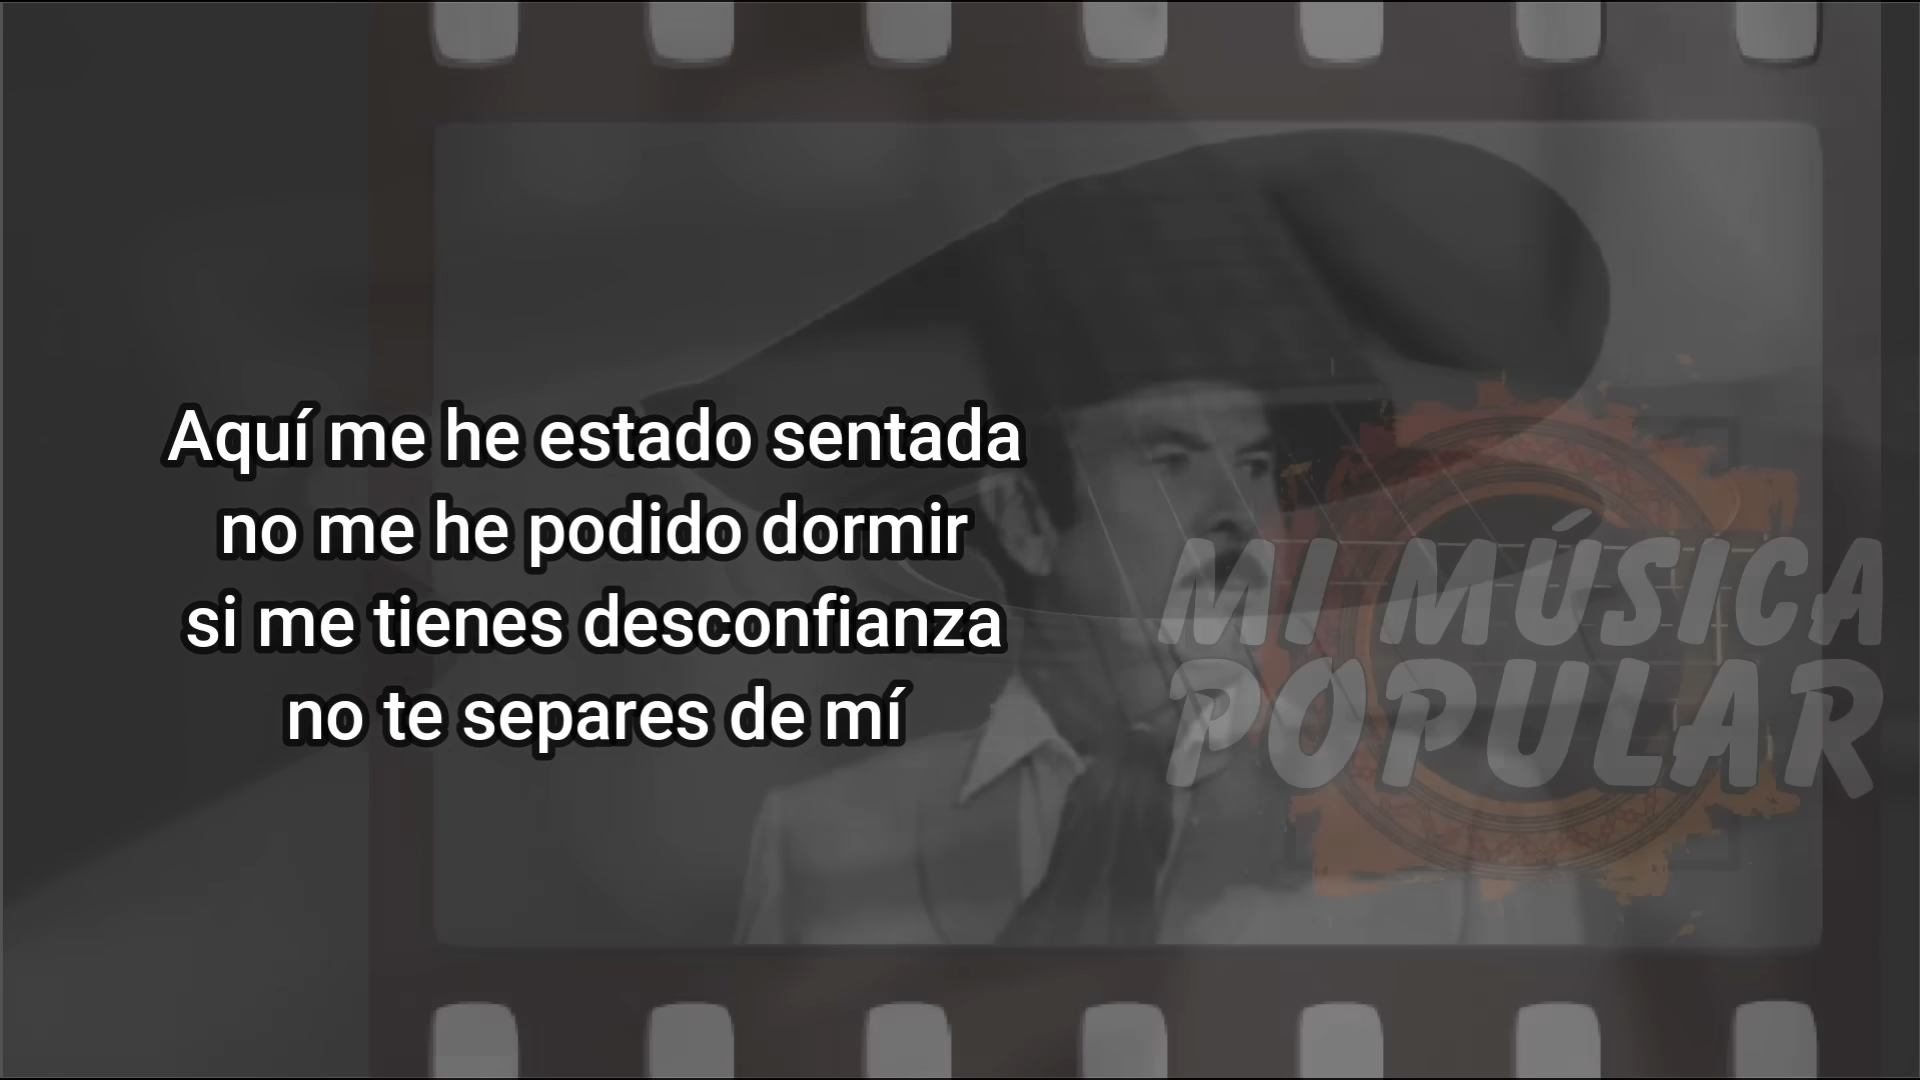 Aquí me he estado sentada
no me he podido dormir
si me tienes desconfianza
no te separes de mí
MI MÚSICA
POPULAR